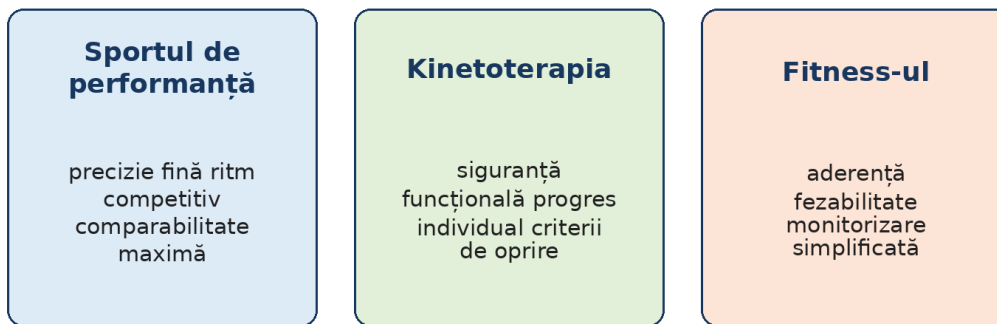 Sportul de
performanță
precizie fină ritm
competitiv
comparabilitate
maximă
Kinetoterapia
siguranță
funcțională progres
individual criterii
de oprire
Fitness-ul
aderență
fezabilitate
monitorizare
simplificată